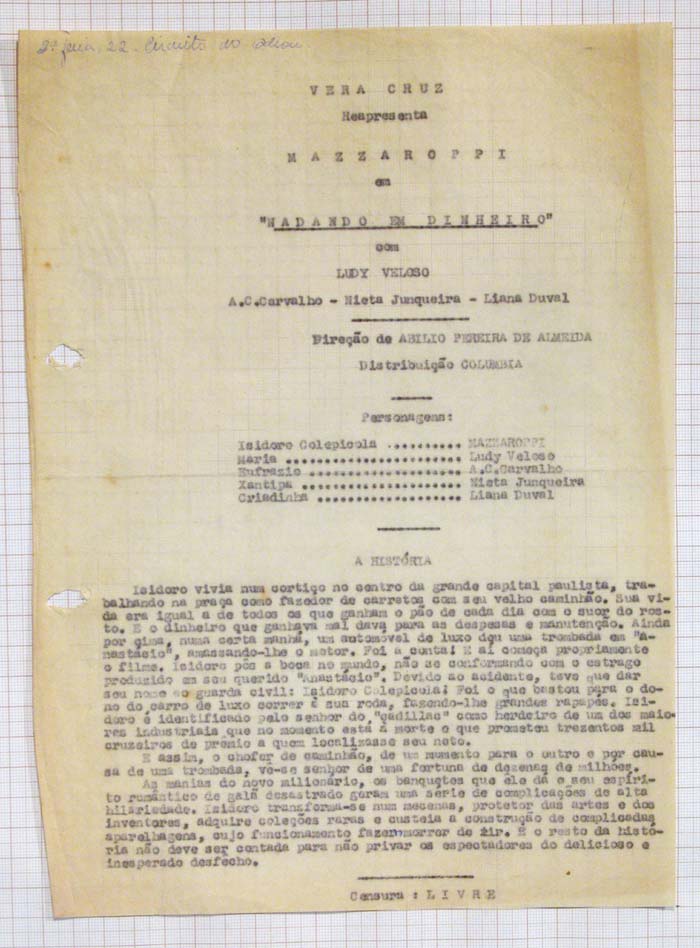 2ª feira, 22 - Circuito do
V E R A  C R U Z
Reapresenta
M A Z Z A R O P P I
em
"N A D A N D O  E M  D I N H E I R O"
com
LUDY VELOSO
A.C.Carvalho - Nieta Junqueira - Liana Duval
Direção de ABILIO PEREIRA DE ALMEIDA
Distribuição COLUMBIA
Personagens:
Isidoro Colepicola .......... MAZZAROPPI
Maria ....................... Ludy Veloso
Eufrazio .................... A.C.Carvalho
Xantipa ..................... Nieta Junqueira
Criadinha ................... Liana Duval
A HISTÓRIA
Isidoro vivia num cortiço no centro da grande capital paulista, tra-
balhando na praça como fazedor de carretos com seu velho caminhão. Sua vi-
da era igual a de todos os que ganham o pão de cada dia com o suor do ros-
to. E o dinheiro que ganhava mal dava para as despesas e manutenção. Ainda
por cima, numa certa manhã, um automóvel de luxo deu uma trombada em "A-
nastácio", amassando-lhe o motor. Foi a conta! E aí começa propriamente
o filme. Isidoro pôs a boca no mundo, não se conformando com o estrago
produzido em seu querido "Anastácio". Devido ao acidente, teve que dar
seu nome ao guarda civil: Isidoro Colepicola! Foi o que bastou para o do-
no do carro de luxo correr à sua roda, fazendo-lhe grandes rapapés. Isi-
doro é identificado pelo senhor do "cadillac" como herdeiro de um dos maio-
res industriais que no momento está à morte e que prometeu trezentos mil
cruzeiros de premio a quem localizasse seu neto.
E assim, o chofer de caminhão, de um momento para o outro e por cau-
sa de uma trombada, ve-se senhor de uma fortuna de dezenas de milhões.
As manias do novo milionário, os banquetes que ele dá e seu espiri-
to romântico de galã desastrado geram uma serie de complicações de alta
hilariedade. Isidoro transforma-se num mecenas, protetor das artes e dos
inventores, adquire coleções raras e custeia a construção de complicadas
aparelhagens, cujo funcionamento fazem morrer de rir. E o resto da histó-
ria não deve ser contada para não privar os espectadores do delicioso e
inesperado desfecho.
Censura : L I V R E